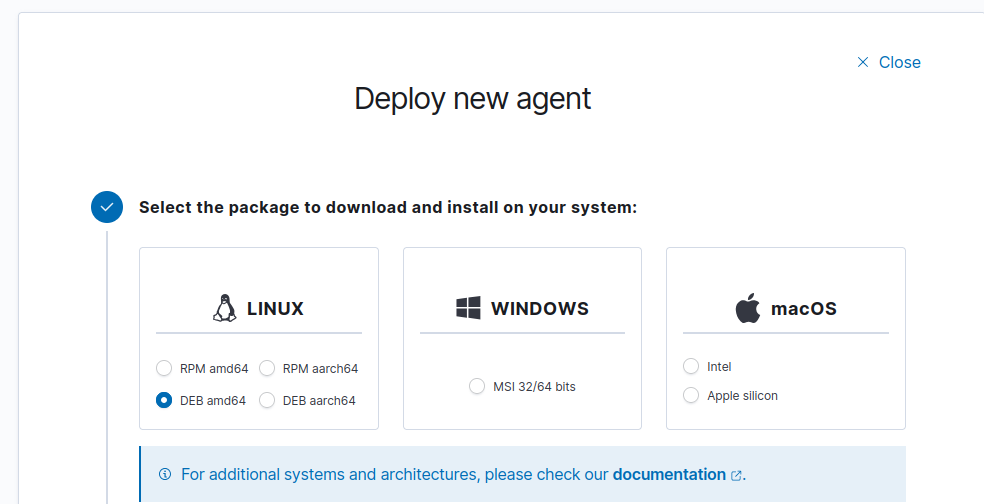 Close
Deploy new agent
Select the package to download and install on your system:
LINUX
RPM amd64
RPM aarch64
DEB amd64
DEB aarch64
WINDOWS
MSI 32/64 bits
macOS
Intel
Apple silicon
For additional systems and architectures, please check our documentation.